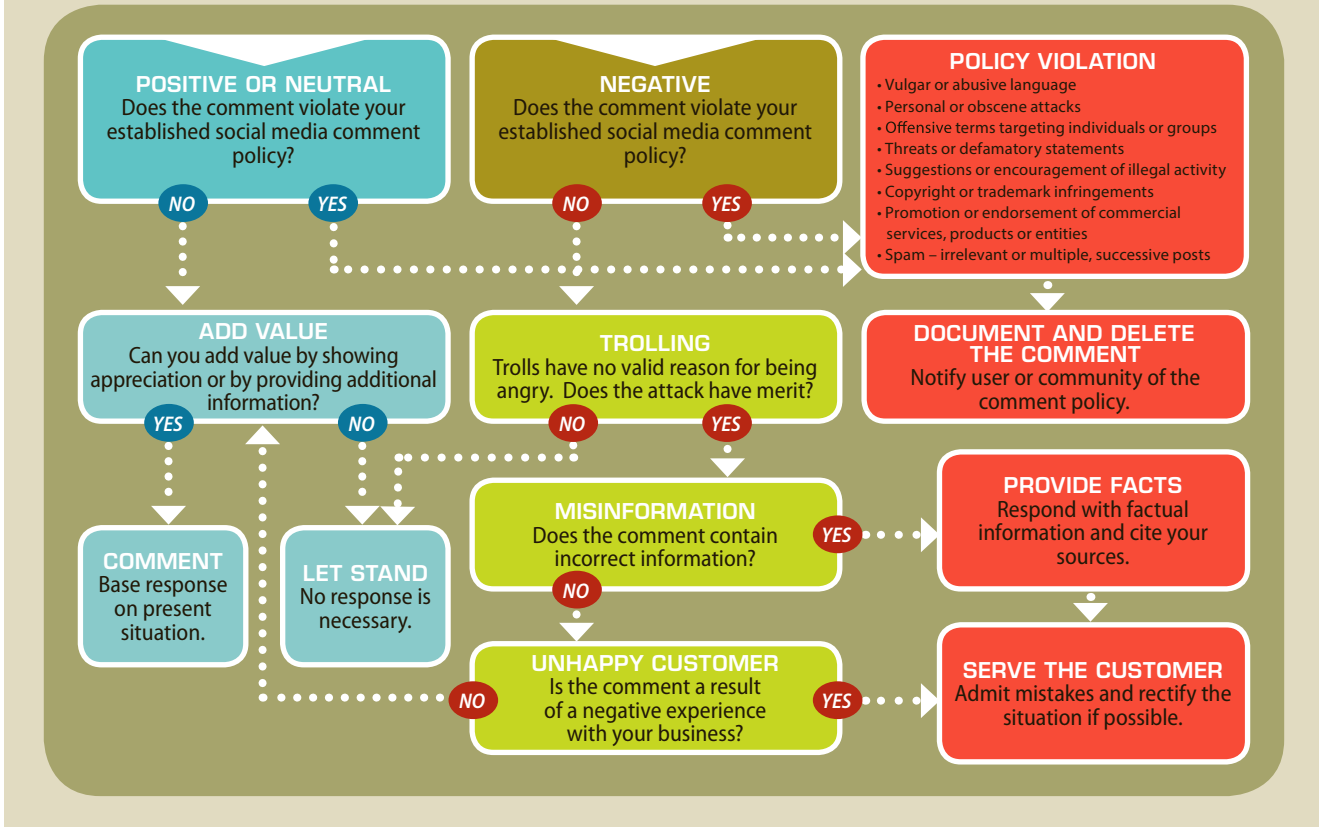 POSITIVE OR NEUTRAL
Does the comment violate your
established social media comment
policy?
NO
YES
NEGATIVE
Does the comment violate your
established social media comment
policy?
NO
YES
POLICY VIOLATION
• Vulgar or abusive language
• Personal or obscene attacks
• Offensive terms targeting individuals or groups
• Threats or defamatory statements
• Suggestions or encouragement of illegal activity
• Copyright or trademark infringements
• Promotion or endorsement of commercial
services, products or entities
• Spam – irrelevant or multiple, successive posts
ADD VALUE
Can you add value by showing
appreciation or by providing additional
information?
YES
NO
TROLLING
Trolls have no valid reason for being
angry. Does the attack have merit?
NO
YES
DOCUMENT AND DELETE
THE COMMENT
Notify user or community of the
comment policy.
COMMENT
Base response
on present
situation.
LET STAND
No response is
necessary.
MISINFORMATION
Does the comment contain
incorrect information?
YES
NO
PROVIDE FACTS
Respond with factual
information and cite your
sources.
UNHAPPY CUSTOMER
Is the comment a result
of a negative experience
with your business?
NO
YES
SERVE THE CUSTOMER
Admit mistakes and rectify the
situation if possible.